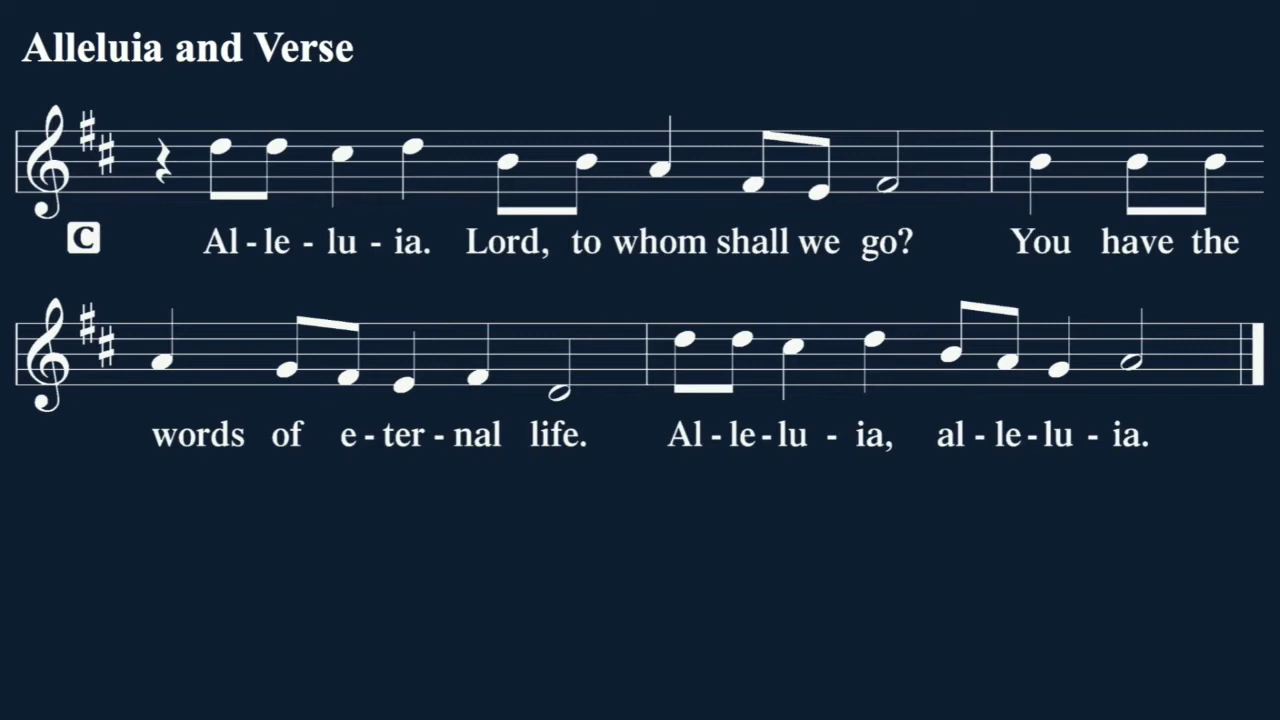 Alleluia and Verse
C Al - le - lu - ia. Lord, to whom shall we go? You have the
words of e - ter - nal life. Al - le - lu - ia, al - le - lu - ia.